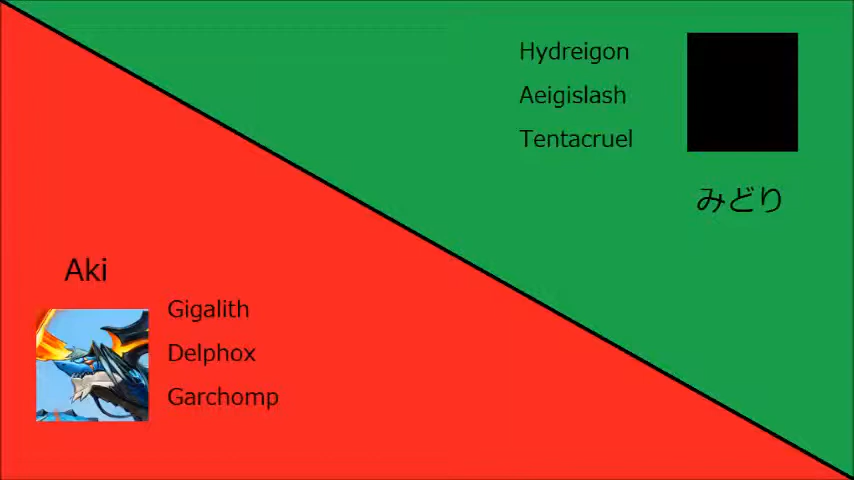 Hydreigon
Aeigislash
Tentacruel
みどり
Aki
Gigalith
Delphox
Garchomp